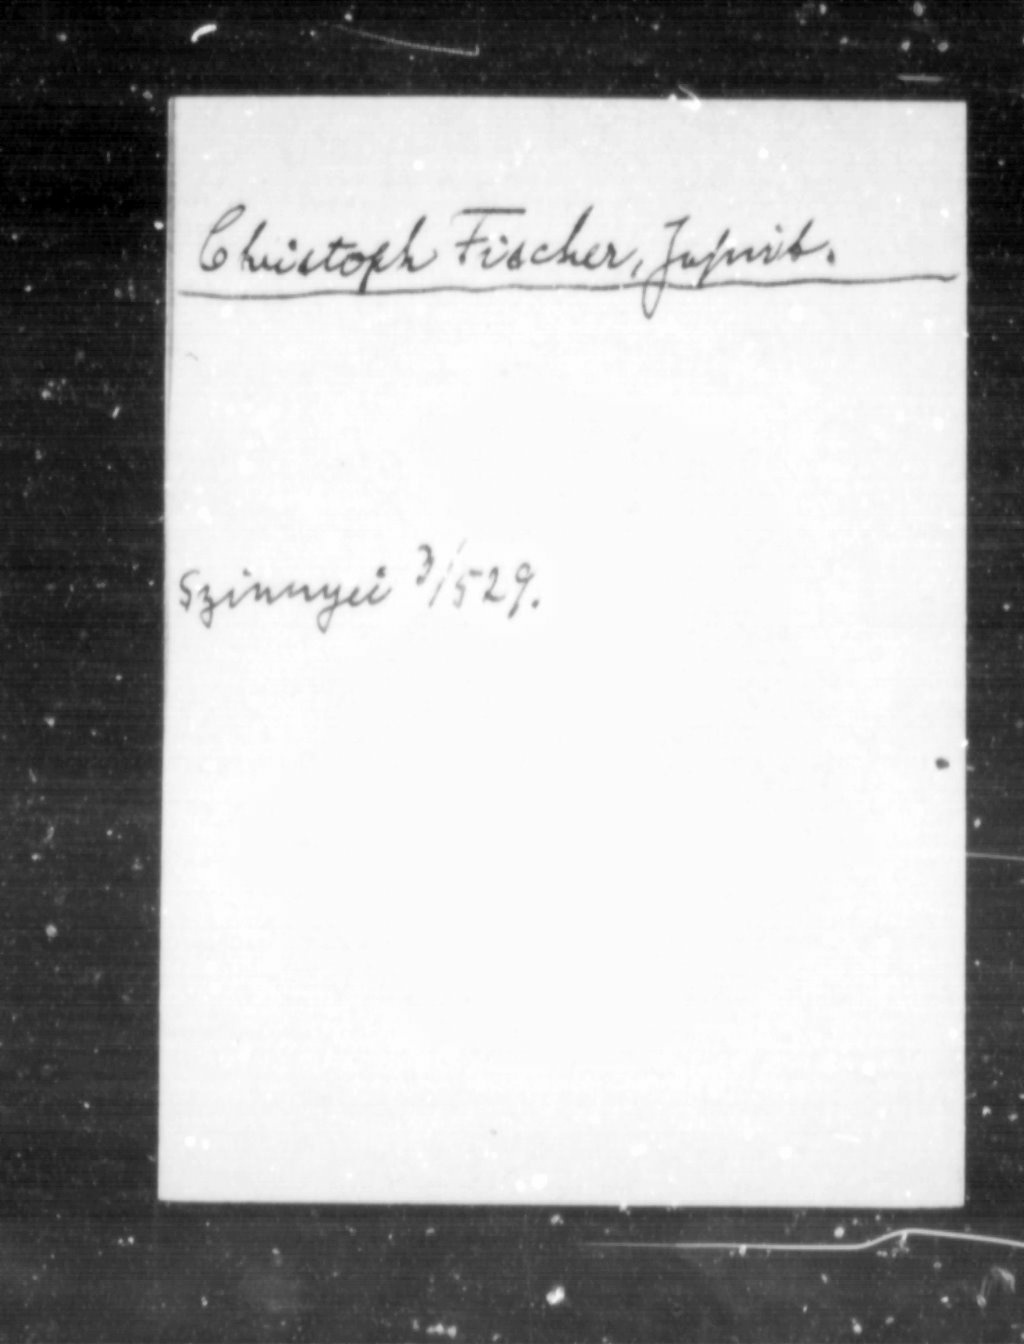 Christoph Fischer, Jesuit.
Szinnyei 3/529.